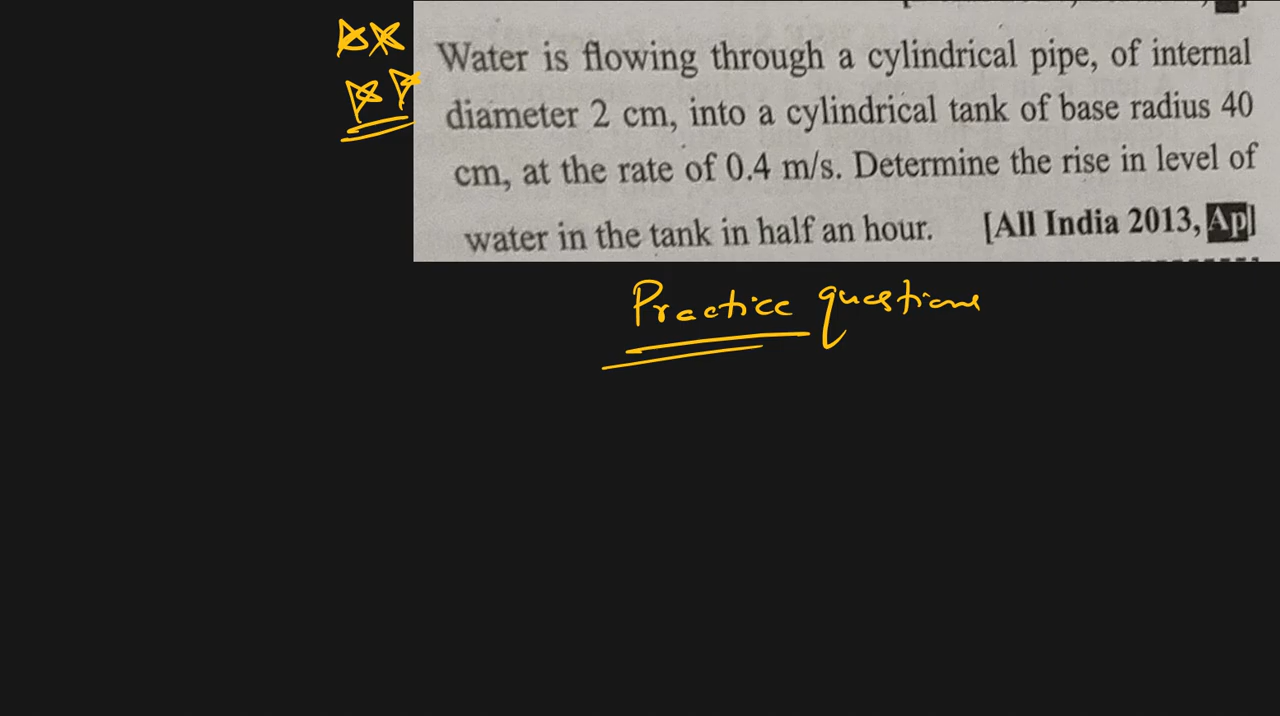 Water is flowing through a cylindrical pipe, of internal
diameter 2 cm, into a cylindrical tank of base radius 40
cm, at the rate of 0.4 m/s. Determine the rise in level of
water in the tank in half an hour. [All India 2013, Ap]
Practice questions